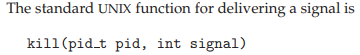 The standard UNIX function for delivering a signal is
kill(pid_t pid, int signal)